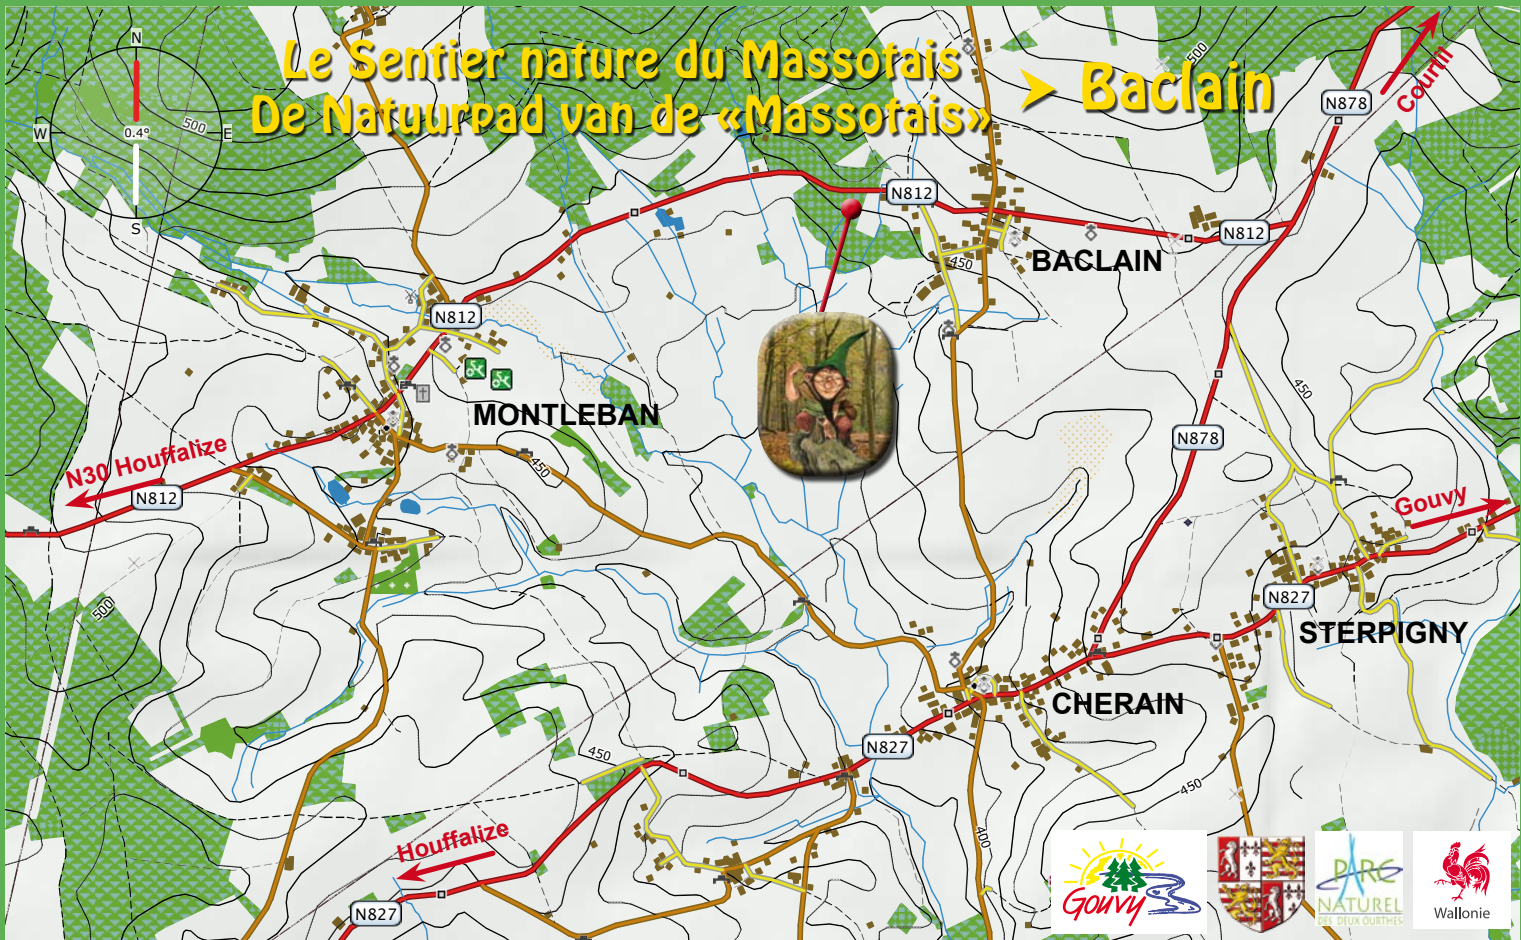 Le Sentier nature du Massotais
De Natuurpad van de «Massotais»
➤ Baclain
N
W
0.4°
E
S
500
500
N878
Courtil
N812
N812
BACLAIN
450
N812
MONTLEBAN
450
N878
N30 Houffalize
N812
450
Gouvy
500
N827
STERPIGNY
CHERAIN
N827
450
450
400
Houffalize
N827
Gouvy
PARC
NATUREL
DES DEUX OURTHES
Wallonie